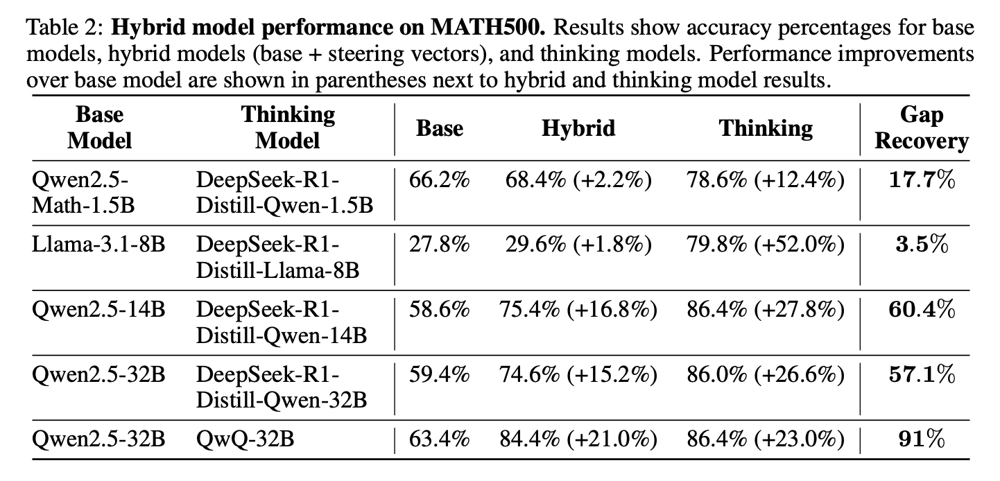 Table 2: Hybrid model performance on MATH500. Results show accuracy percentages for base
models, hybrid models (base + steering vectors), and thinking models. Performance improvements
over base model are shown in parentheses next to hybrid and thinking model results.
Base Model Thinking Model Base Hybrid Thinking Gap Recovery
Qwen2.5-Math-1.5B DeepSeek-R1-Distill-Qwen-1.5B 66.2% 68.4% (+2.2%) 78.6% (+12.4%) 17.7%
Llama-3.1-8B DeepSeek-R1-Distill-Llama-8B 27.8% 29.6% (+1.8%) 79.8% (+52.0%) 3.5%
Qwen2.5-14B DeepSeek-R1-Distill-Qwen-14B 58.6% 75.4% (+16.8%) 86.4% (+27.8%) 60.4%
Qwen2.5-32B DeepSeek-R1-Distill-Qwen-32B 59.4% 74.6% (+15.2%) 86.0% (+26.6%) 57.1%
Qwen2.5-32B QwQ-32B 63.4% 84.4% (+21.0%) 86.4% (+23.0%) 91%